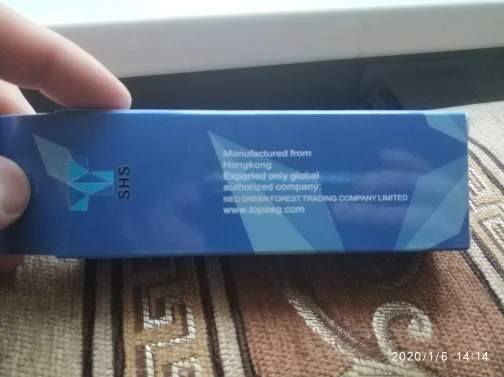 SHS
Manufactured from
Hongkong
Exported only global
authorized company:
NEO GREEN FOREST TRADING COMPANY LIMITED
www.topaeg.com
2020/1/6 14:14